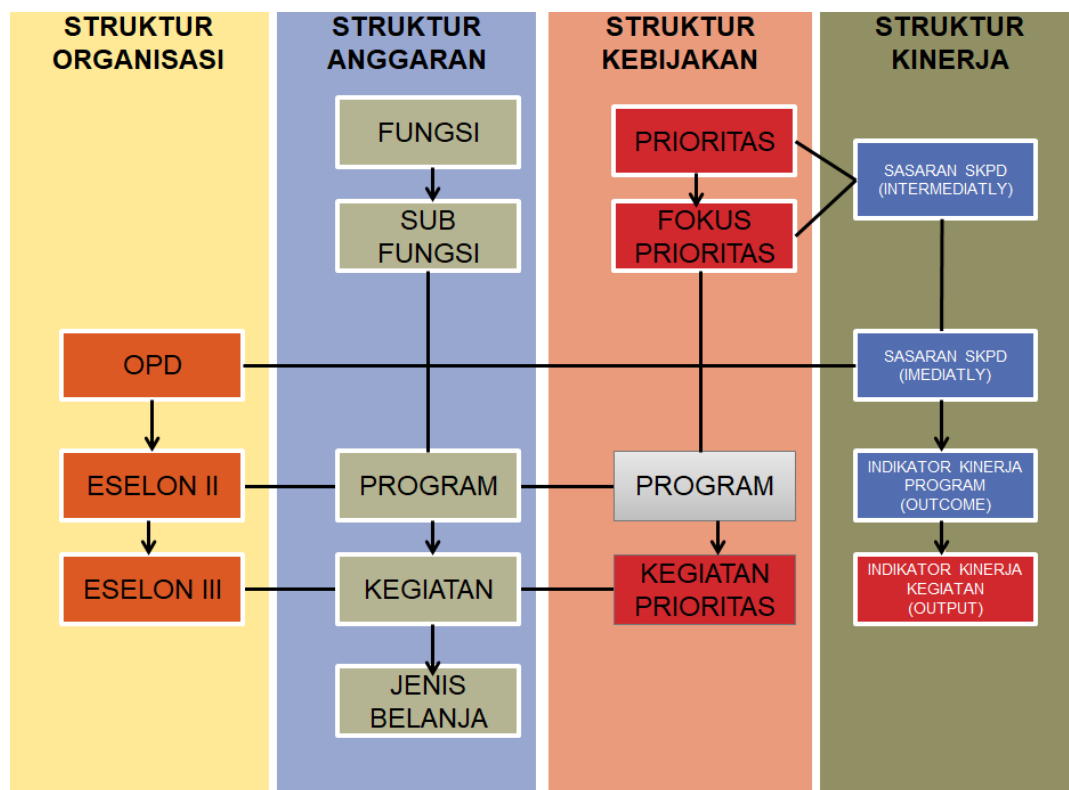 STRUKTUR
ORGANISASI
OPD
ESELON II
ESELON III
STRUKTUR
ANGGARAN
FUNGSI
SUB
FUNGSI
PROGRAM
KEGIATAN
JENIS
BELANJA
STRUKTUR
KEBIJAKAN
PRIORITAS
FOKUS
PRIORITAS
PROGRAM
KEGIATAN
PRIORITAS
STRUKTUR
KINERJA
SASARAN SKPD
(INTERMEDIATLY)
SASARAN SKPD
(IMEDIATLY)
INDIKATOR KINERJA
PROGRAM
(OUTCOME)
INDIKATOR KINERJA
KEGIATAN
(OUTPUT)